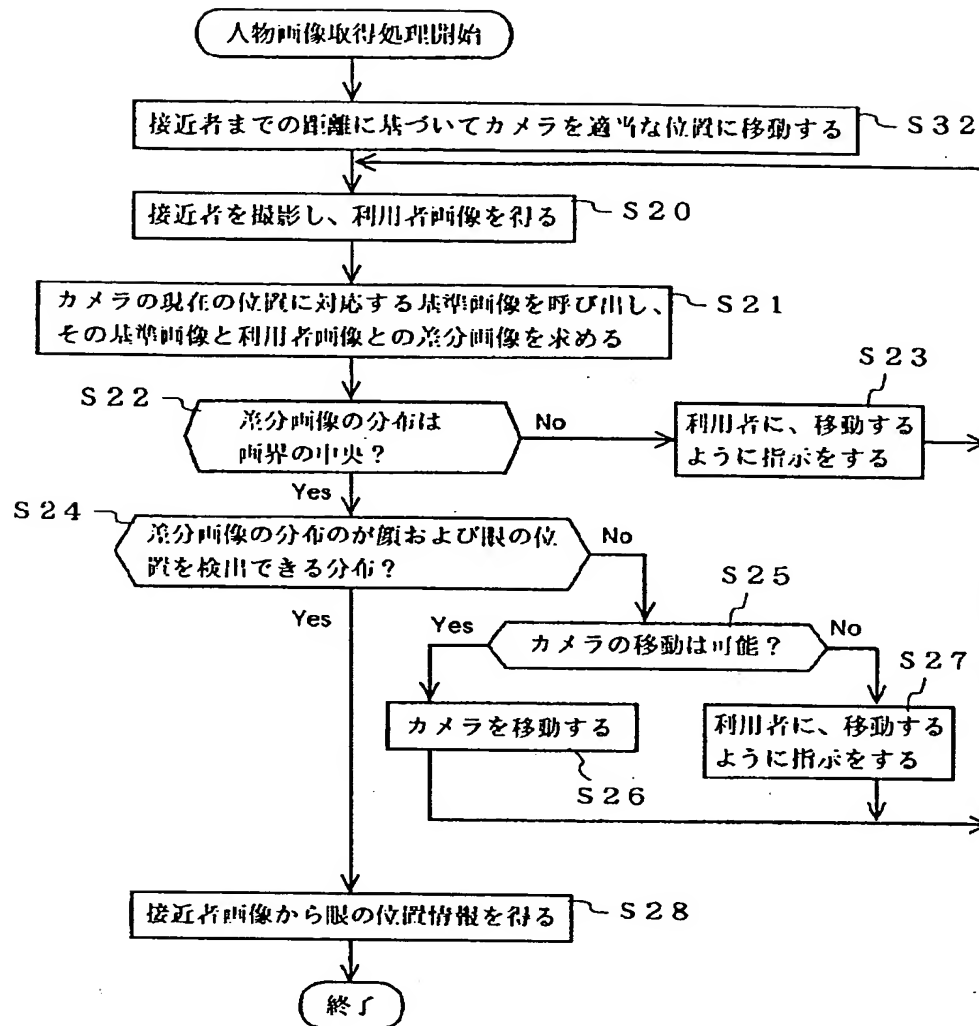 人物画像取得処理開始
接近者までの距離に基づいてカメラを適当な位置に移動する
S32
接近者を撮影し、利用者画像を得る
S20
カメラの現在の位置に対応する基準画像を呼び出し、
その基準画像と利用者画像との差分画像を求める
S21
S22
差分画像の分布は
画界の中央?
No
S23
利用者に、移動する
ように指示をする
Yes
S24
差分画像の分布のが顔および眼の位
置を検出できる分布?
No
Yes
S25
カメラの移動は可能?
Yes
No
カメラを移動する
S26
S27
利用者に、移動する
ように指示をする
接近者画像から眼の位置情報を得る
S28
終了